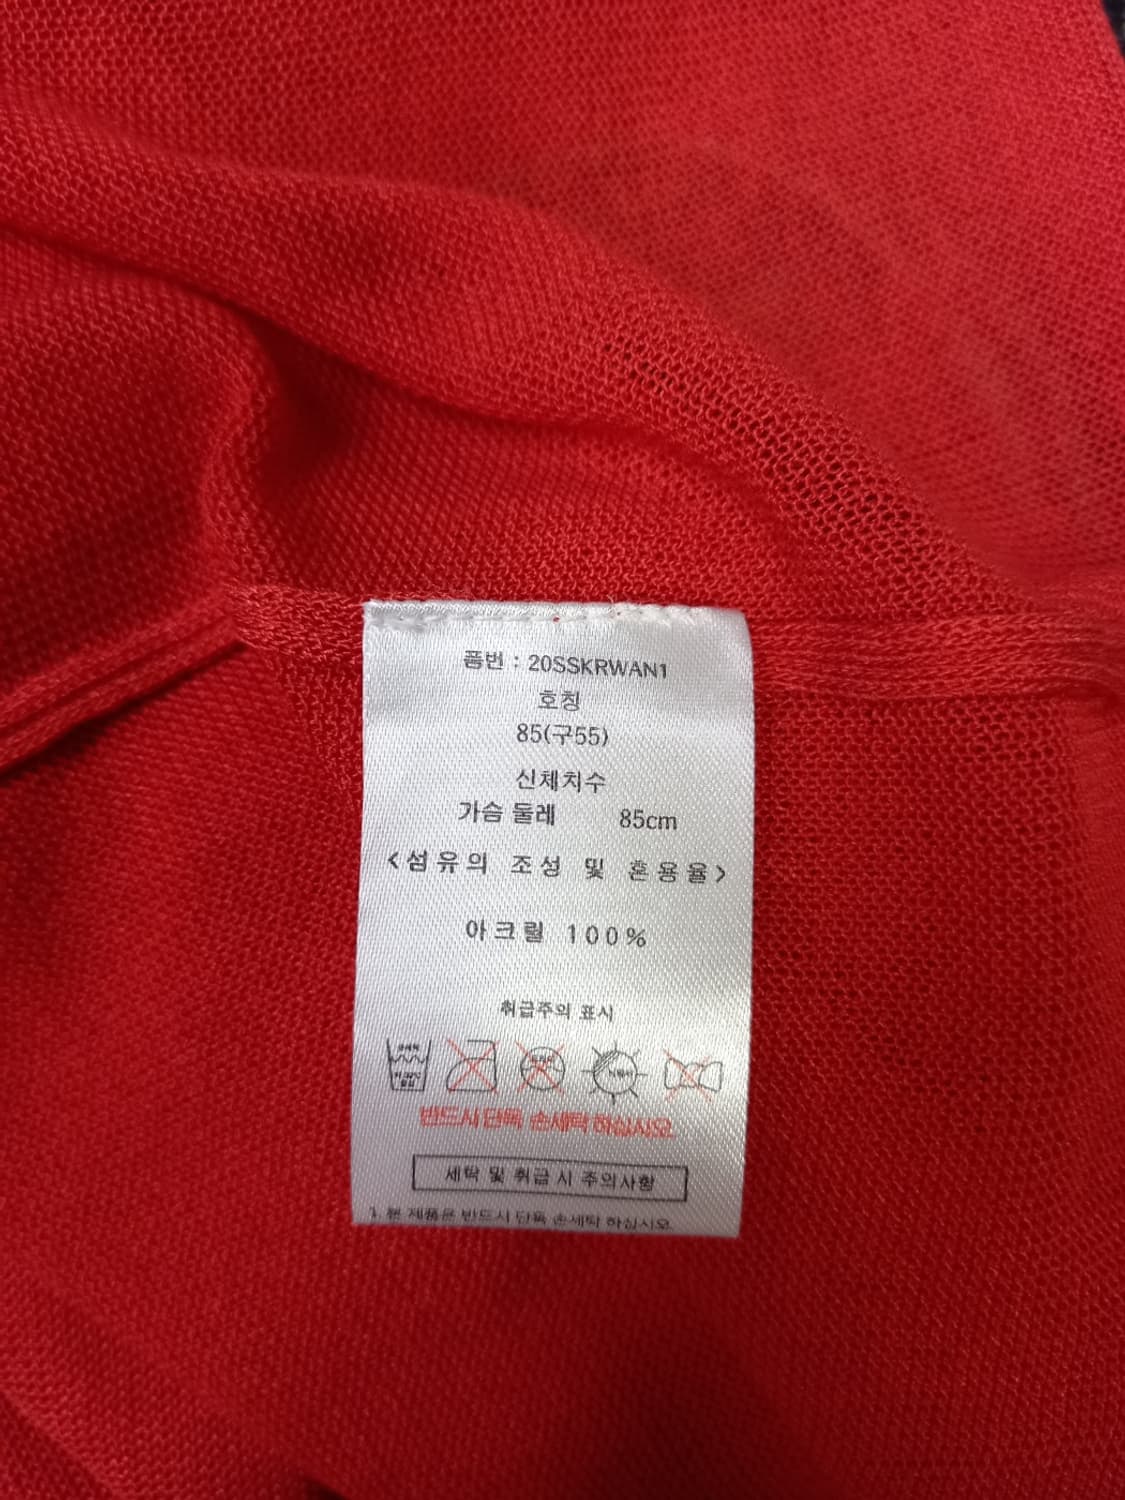 품번 : 20SSKRWAN1
호칭
85(구55)
신체치수
가슴 둘레 85cm
<섬유의 조성 및 혼용율>
아크릴 100%
취급주의 표시
반드시 단독 손세탁 하십시오.
세탁 및 취급 시 주의사항
1. 본 제품은 반드시 단독 손세탁 하십시오.